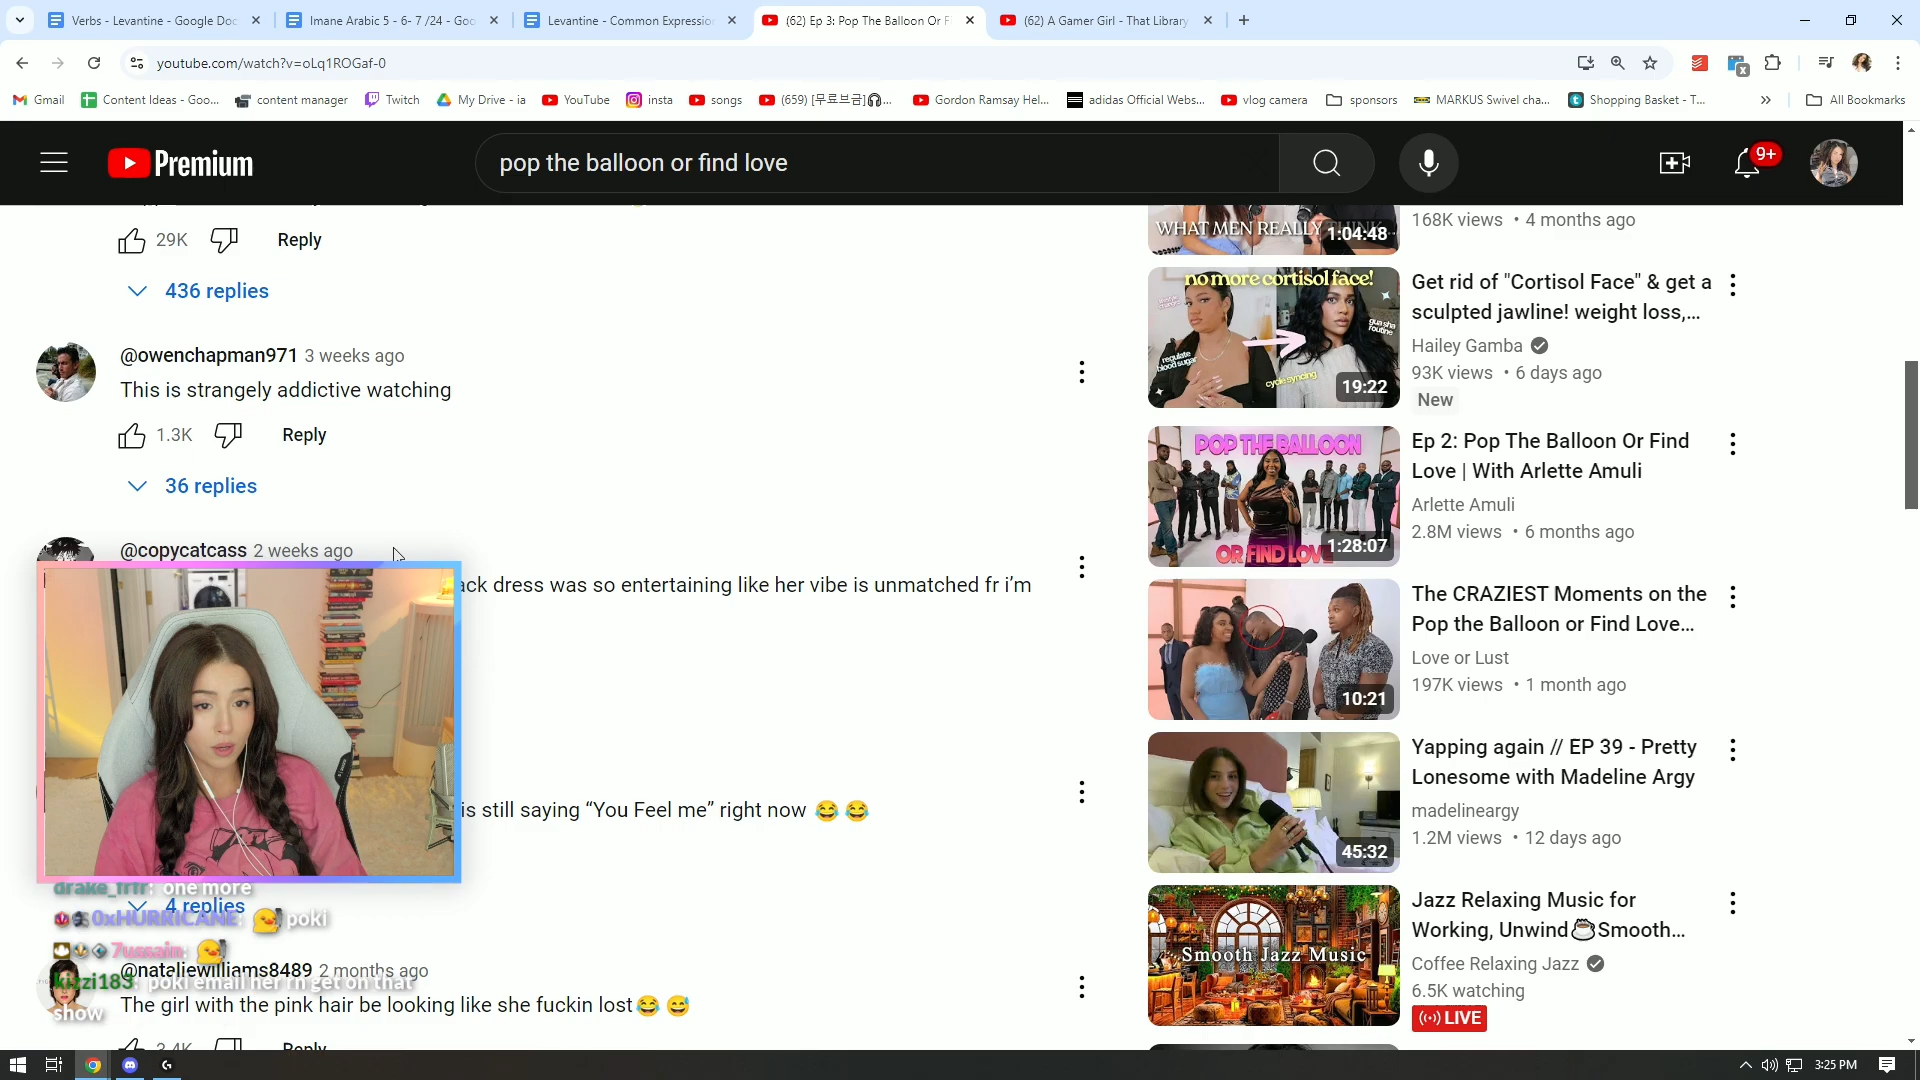 Verbs - Levantine - Google Doc
Imane Arabic 5 - 6- 7 /24 - Goo
Levantine - Common Expressio
(62) Ep 3: Pop The Balloon Or F
(62) A Gamer Girl - That Library
youtube.com/watch?v=oLq1ROGaf-0
Gmail
Content Ideas - Goo...
content manager
Twitch
My Drive - ia
YouTube
insta
songs
(659) [무료브금]🎧...
Gordon Ramsay Hel...
adidas Official Webs...
vlog camera
sponsors
MARKUS Swivel cha...
Shopping Basket - T...
All Bookmarks
Premium
pop the balloon or find love
9+
29K
Reply
436 replies
@owenchapman971 3 weeks ago
This is strangely addictive watching
1.3K
Reply
36 replies
@copycatcass 2 weeks ago
ack dress was so entertaining like her vibe is unmatched fr i'm
is still saying “You Feel me” right now 😂 😂
drake_frfr: one more
4 replies
0xHURRICANE: poki
7ussain:
@nataliewilliams8489 2 months ago
kizzi183: poki email her rn get on that
show
The girl with the pink hair be looking like she fuckin lost😂 😅
3.4K
Reply
WHAT MEN REALLY THINK...
1:04:48
168K views • 4 months ago
no more cortisol face!
regulate
blood sugar
gua sha
routine
cycle syncing
19:22
Get rid of "Cortisol Face" & get a
sculpted jawline! weight loss,...
Hailey Gamba
93K views • 6 days ago
New
POP THE BALLOON
OR FIND LOVE
1:28:07
Ep 2: Pop The Balloon Or Find
Love | With Arlette Amuli
Arlette Amuli
2.8M views • 6 months ago
10:21
The CRAZIEST Moments on the
Pop the Balloon or Find Love...
Love or Lust
197K views • 1 month ago
45:32
Yapping again // EP 39 - Pretty
Lonesome with Madeline Argy
madelineargy
1.2M views • 12 days ago
Smooth Jazz Music
Jazz Relaxing Music for
Working, Unwind☕Smooth...
Coffee Relaxing Jazz
6.5K watching
LIVE
3:25 PM